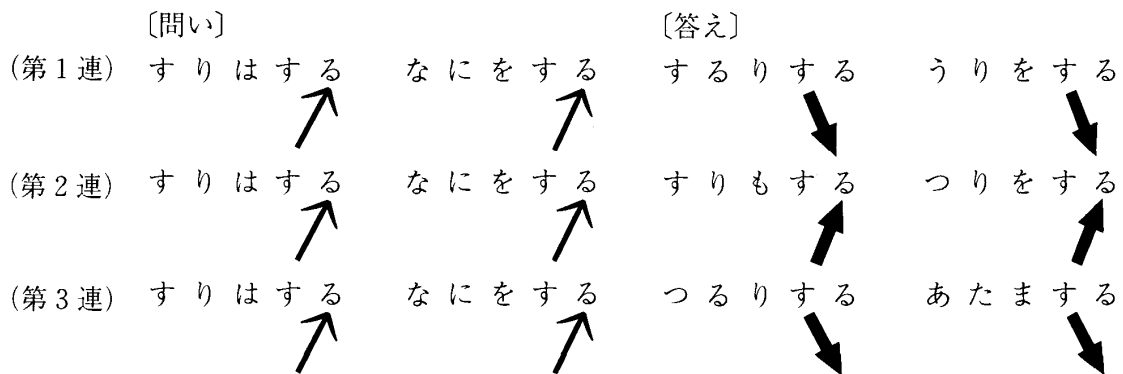 〔問い〕 〔答え〕
(第1連) すりはする なにをする するりする うりをする
(第2連) すりはする なにをする すりもする つりをする
(第3連) すりはする なにをする つるりする あたまする